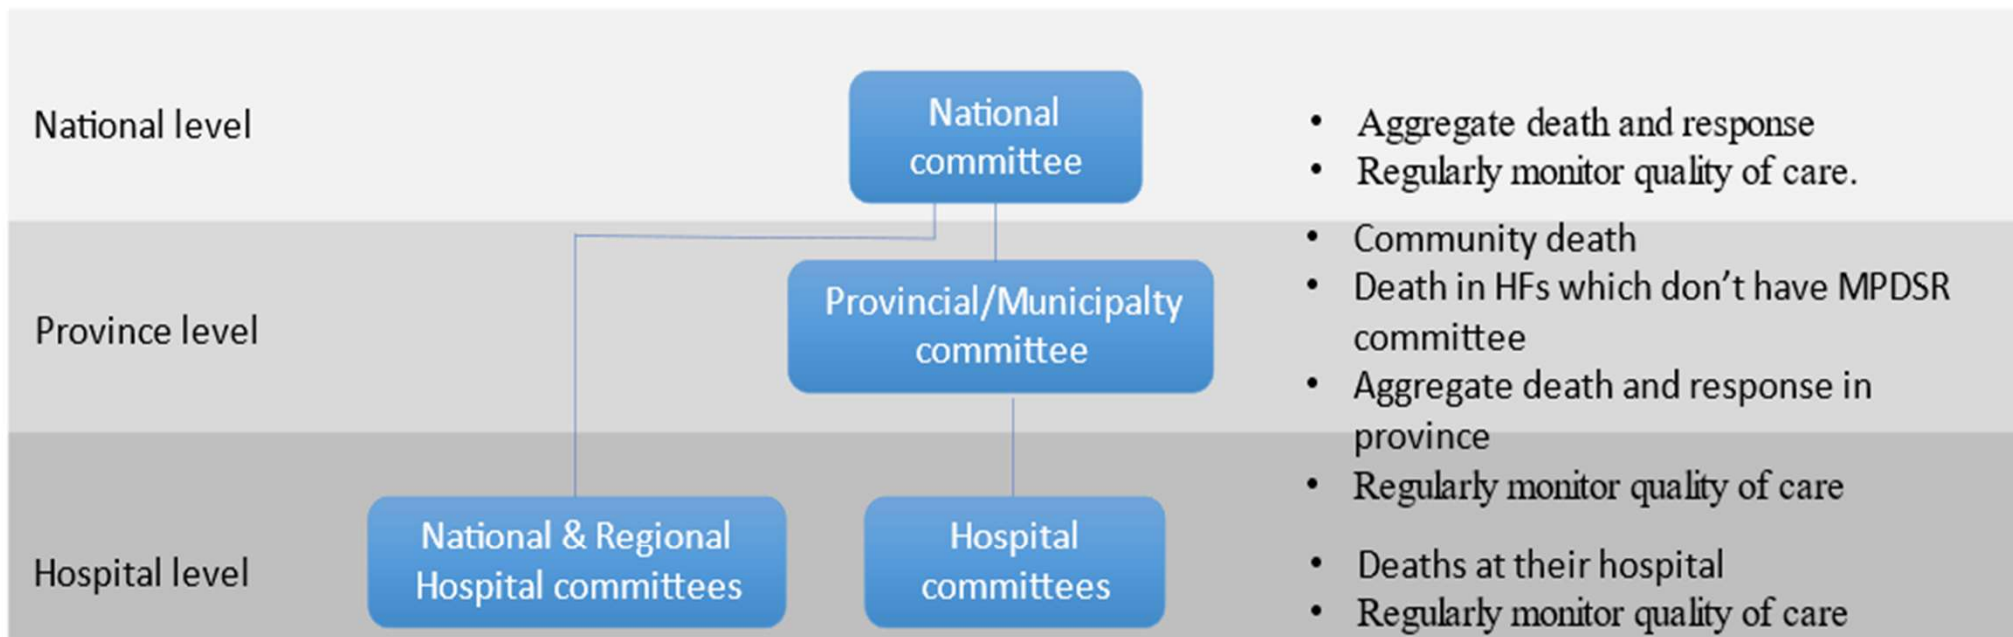 National level
National
committee
• Aggregate death and response
• Regularly monitor quality of care.
Province level
Provincial/Municipalty
committee
• Community death
• Death in HFs which don't have MPDSR
committee
• Aggregate death and response in
province
• Regularly monitor quality of care
Hospital level
National & Regional
Hospital committees
Hospital
committees
• Deaths at their hospital
• Regularly monitor quality of care